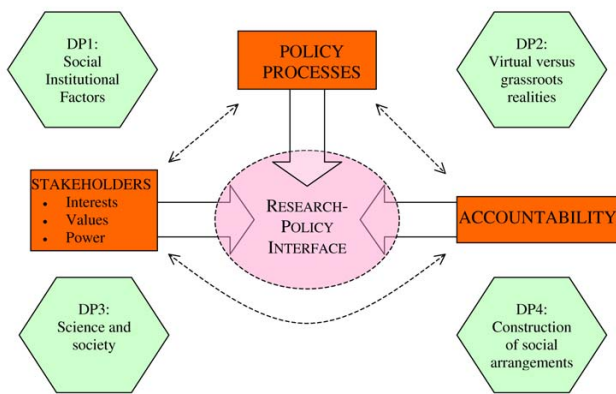 DP1:
Social
Institutional
Factors
POLICY
PROCESSES
DP2:
Virtual versus
grassroots
realities
STAKEHOLDERS
• Interests
• Values
• Power
RESEARCH-
POLICY
INTERFACE
ACCOUNTABILITY
DP3:
Science and
society
DP4:
Construction
of social
arrangements